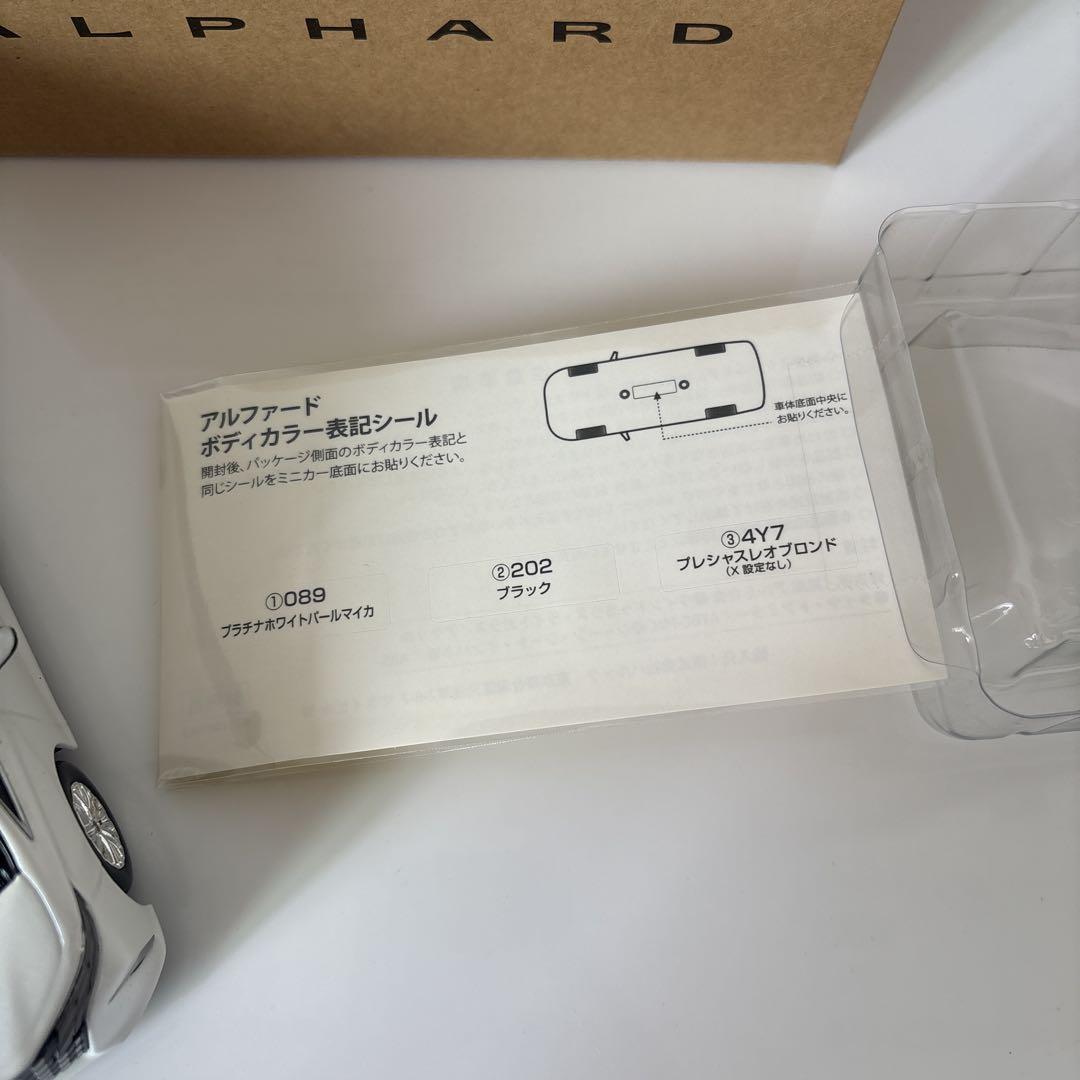 ALPHARD
アルファード
ボディカラー表記シール
開封後、パッケージ側面のボディカラー表記と
同じシールをミニカー底面にお貼りください。
車体底面中央に
お貼りください。
①089
プラチナホワイトパールマイカ
②202
ブラック
③4Y7
プレシャスレオブロンド
(X 設定なし)